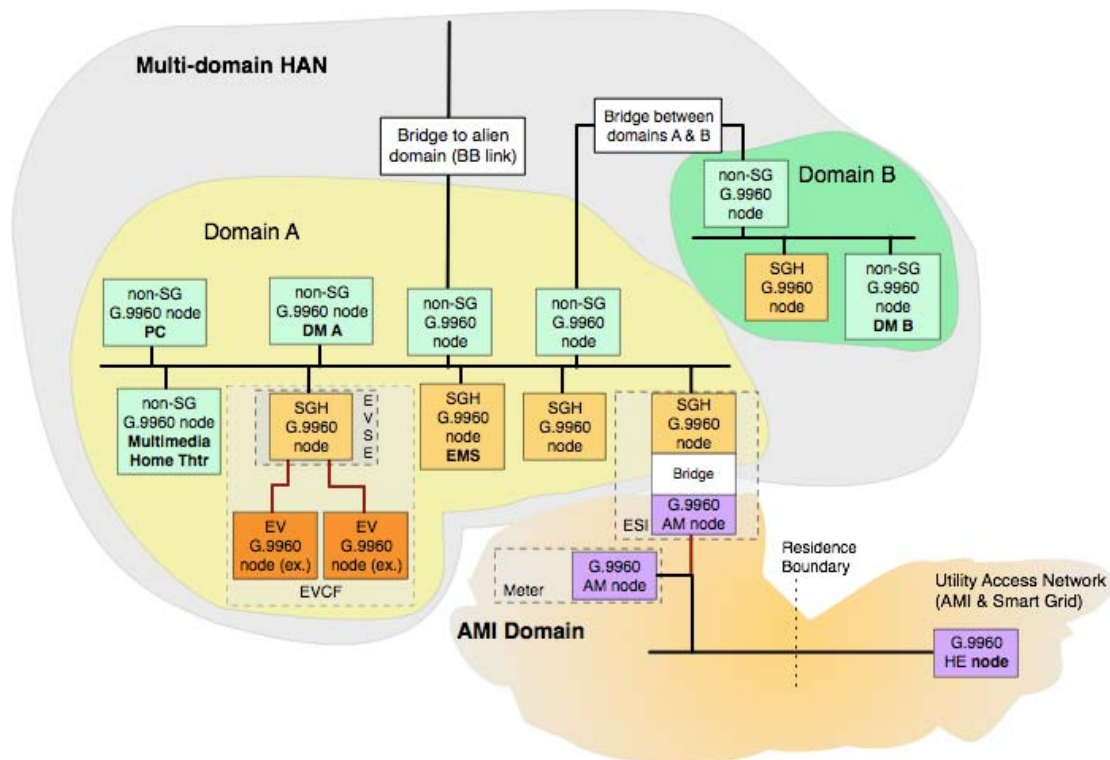 Multi-domain HAN
Bridge to alien
domain (BB link)
Bridge between
domains A & B
non-SG
G.9960
node
Domain B
SGH
G.9960
node
non-SG
G.9960
node
DM B
Domain A
non-SG
G.9960 node
PC
non-SG
G.9960 node
DM A
non-SG
G.9960
node
non-SG
G.9960
node
non-SG
G.9960 node
Multimedia
Home Thtr
SGH
G.9960
node
E
V
S
E
SGH
G.9960
node
EMS
SGH
G.9960
node
SGH
G.9960
node
Bridge
G.9960
AM node
ESI
EV
G.9960
node (ex.)
EV
G.9960
node (ex.)
EVCF
G.9960
AM node
Meter
Residence
Boundary
Utility Access Network
(AMI & Smart Grid)
AMI Domain
G.9960
HE node